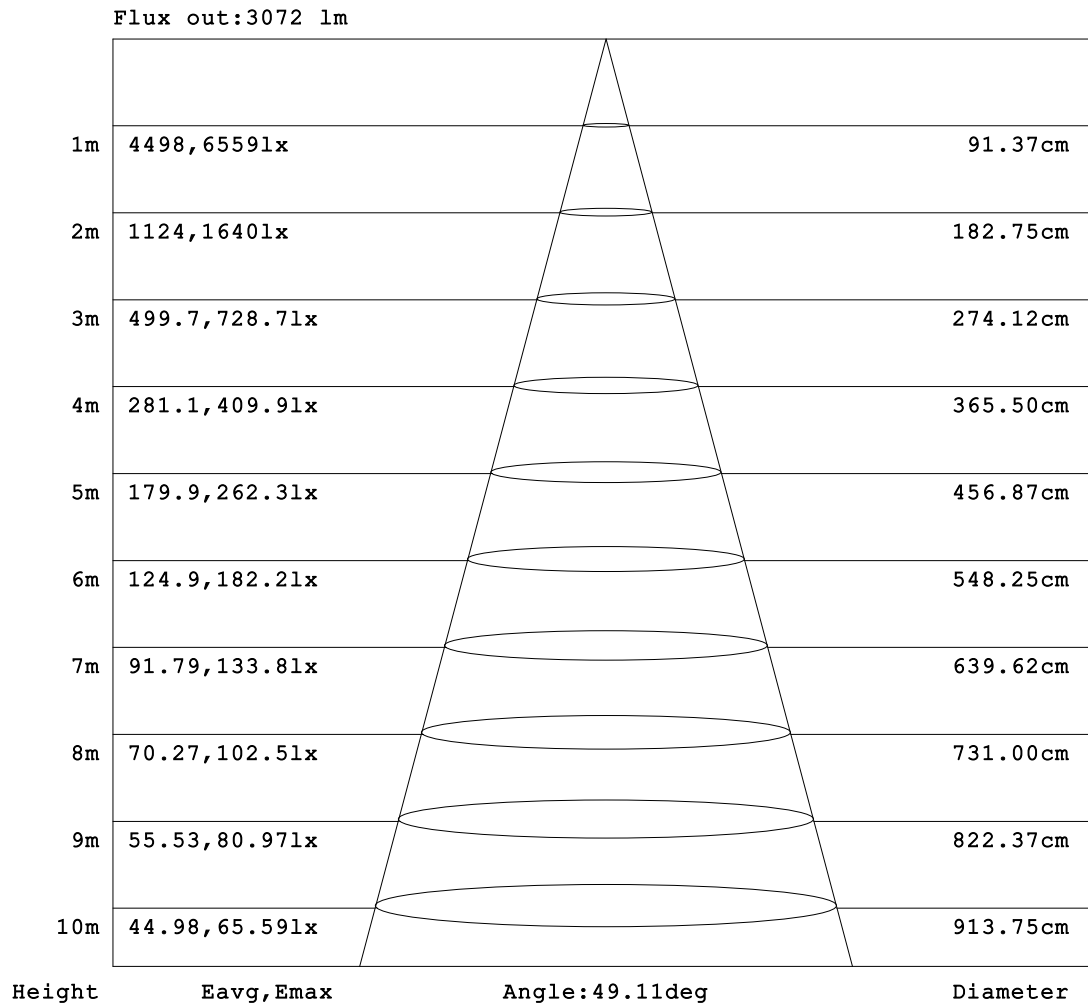 Flux out:3072 lm
1m 4498,6559lx 91.37cm
2m 1124,1640lx 182.75cm
3m 499.7,728.7lx 274.12cm
4m 281.1,409.9lx 365.50cm
5m 179.9,262.3lx 456.87cm
6m 124.9,182.2lx 548.25cm
7m 91.79,133.8lx 639.62cm
8m 70.27,102.5lx 731.00cm
9m 55.53,80.97lx 822.37cm
10m 44.98,65.59lx 913.75cm
Height Eavg,Emax Angle:49.11deg Diameter